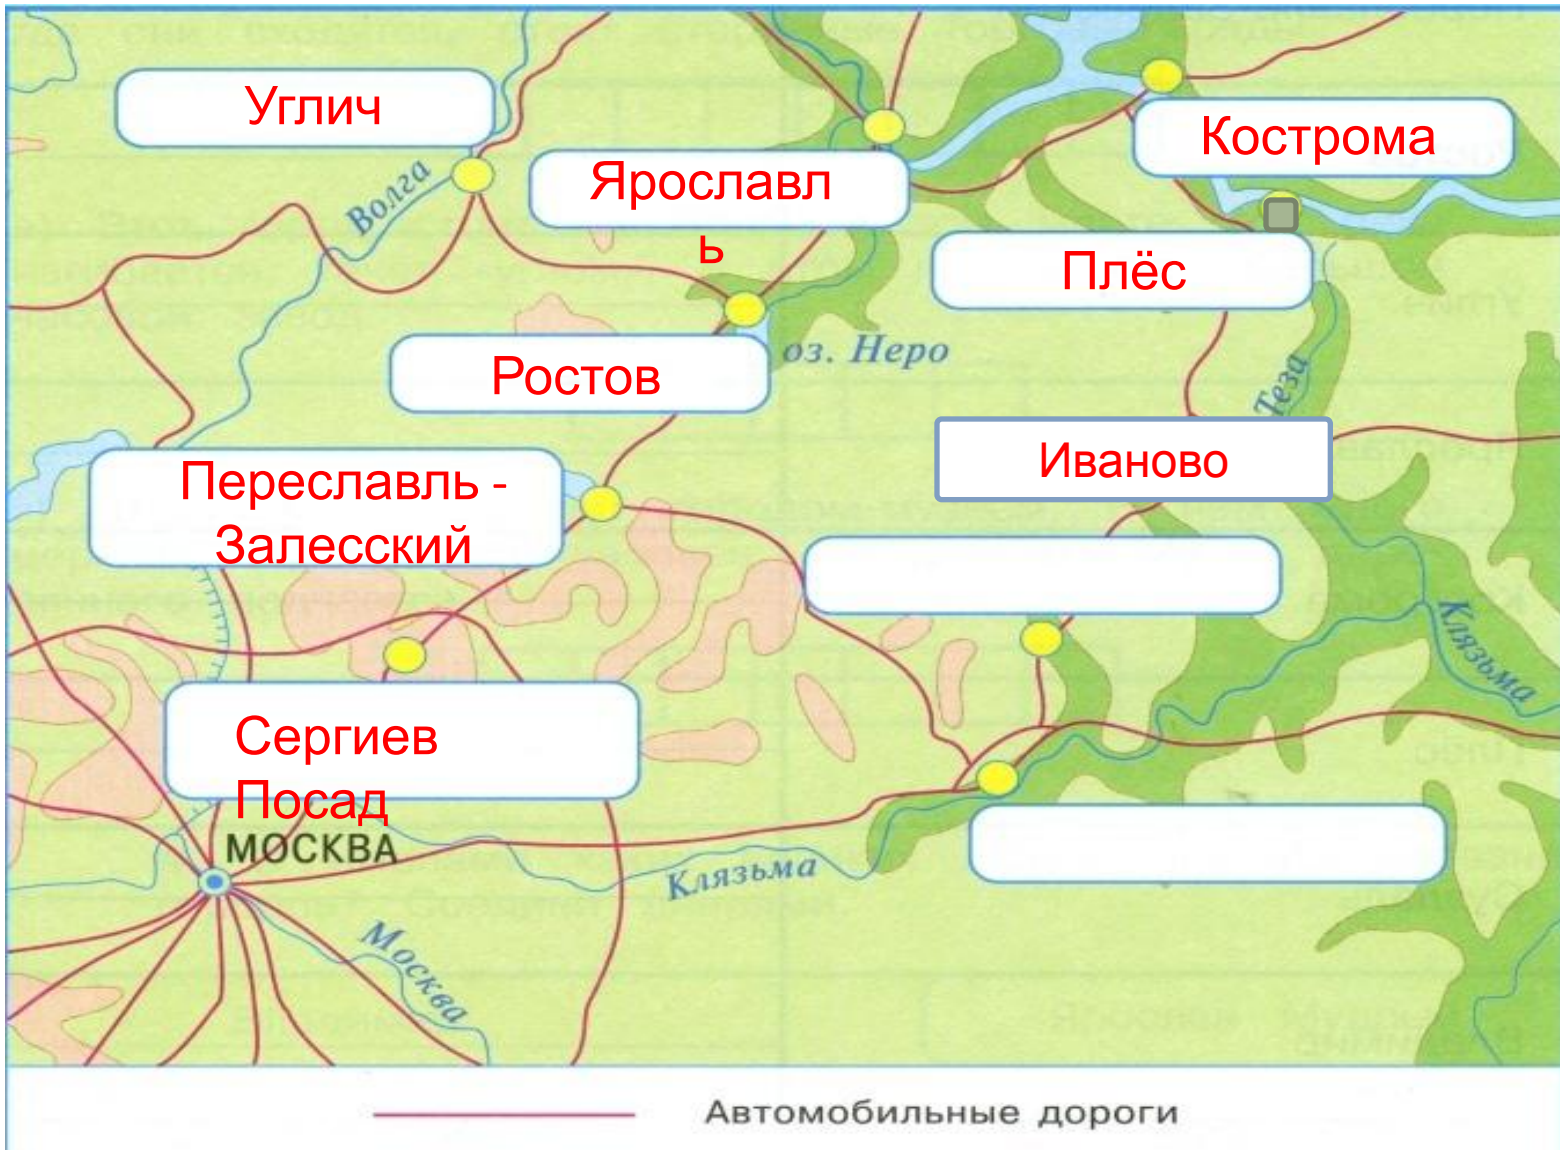 Углич
Кострома
Ярославл
ь
Волга
Плёс
оз. Неро
Ростов
Теза
Иваново
Переславль -
Залесский
Клязьма
Сергиев
Посад
МОСКВА
Клязьма
Москва
Автомобильные дороги